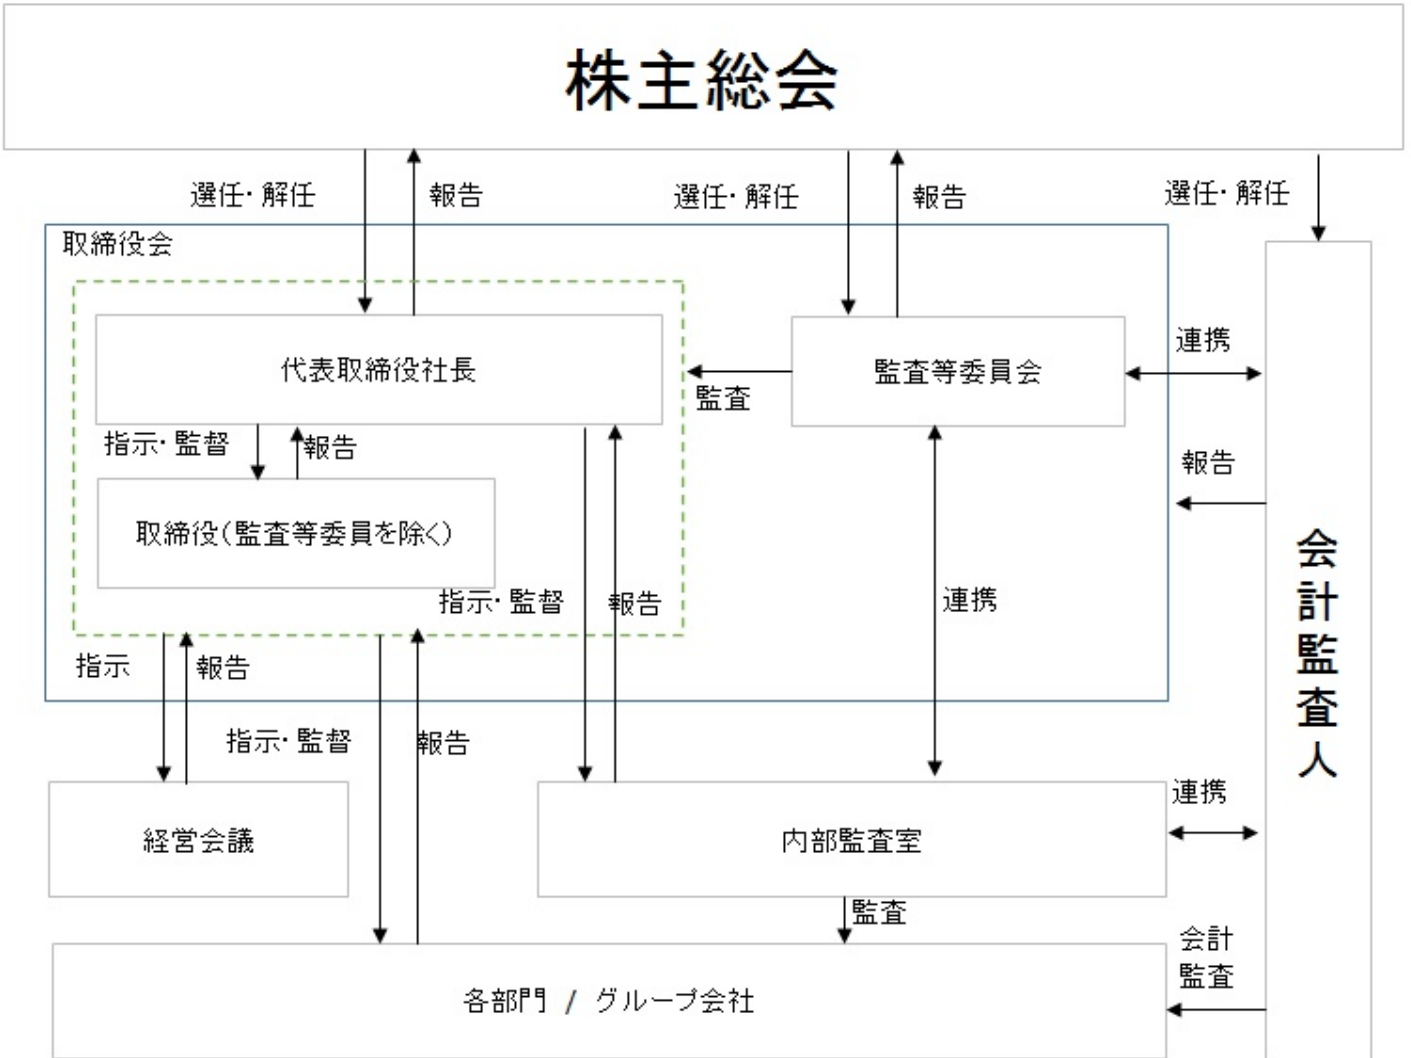 株主総会
選任・解任
報告
選任・解任
報告
選任・解任
取締役会
代表取締役社長
監査
監査等委員会
連携
指示・監督
報告
報告
取締役(監査等委員を除く)
指示・監督
報告
連携
会計監査人
指示
報告
指示・監督
報告
連携
経営会議
内部監査室
監査
会計
監査
各部門 / グループ会社